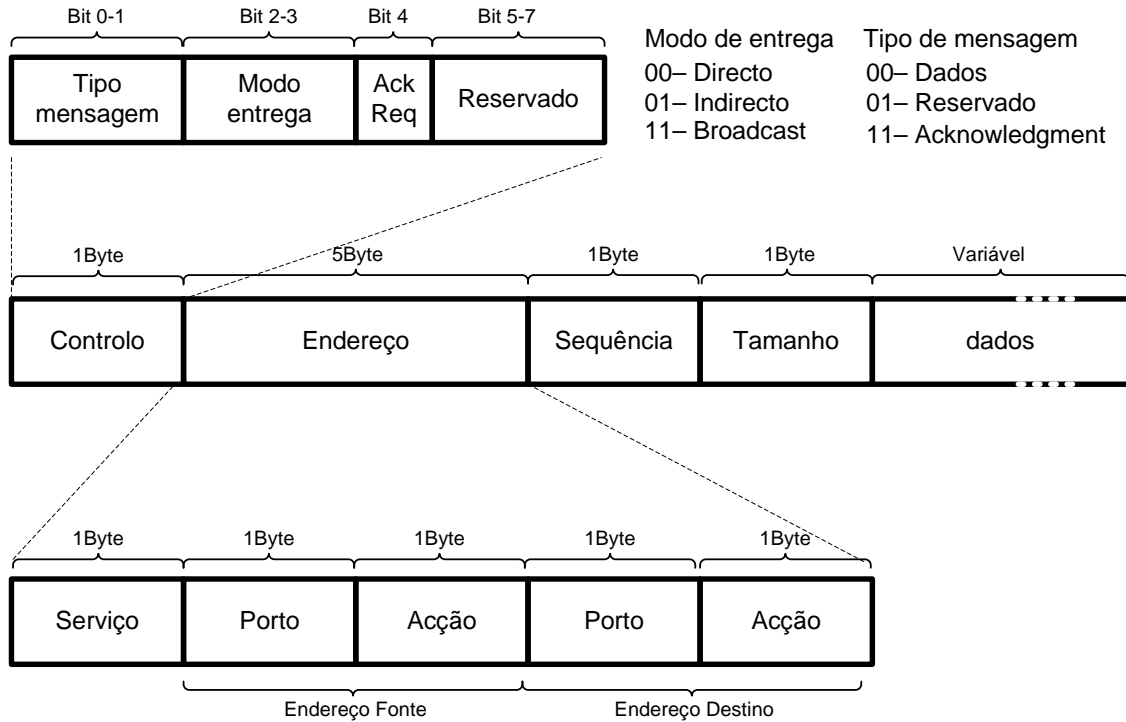 Bit 0-1 Bit 2-3 Bit 4 Bit 5-7
Tipo mensagem Modo entrega Ack Req Reservado
Modo de entrega
00– Directo
01– Indirecto
11– Broadcast
Tipo de mensagem
00– Dados
01– Reservado
11– Acknowledgment
1Byte 5Byte 1Byte 1Byte Variável
Controlo Endereço Sequência Tamanho dados
1Byte 1Byte 1Byte 1Byte 1Byte
Serviço Porto Acção Porto Acção
Endereço Fonte Endereço Destino